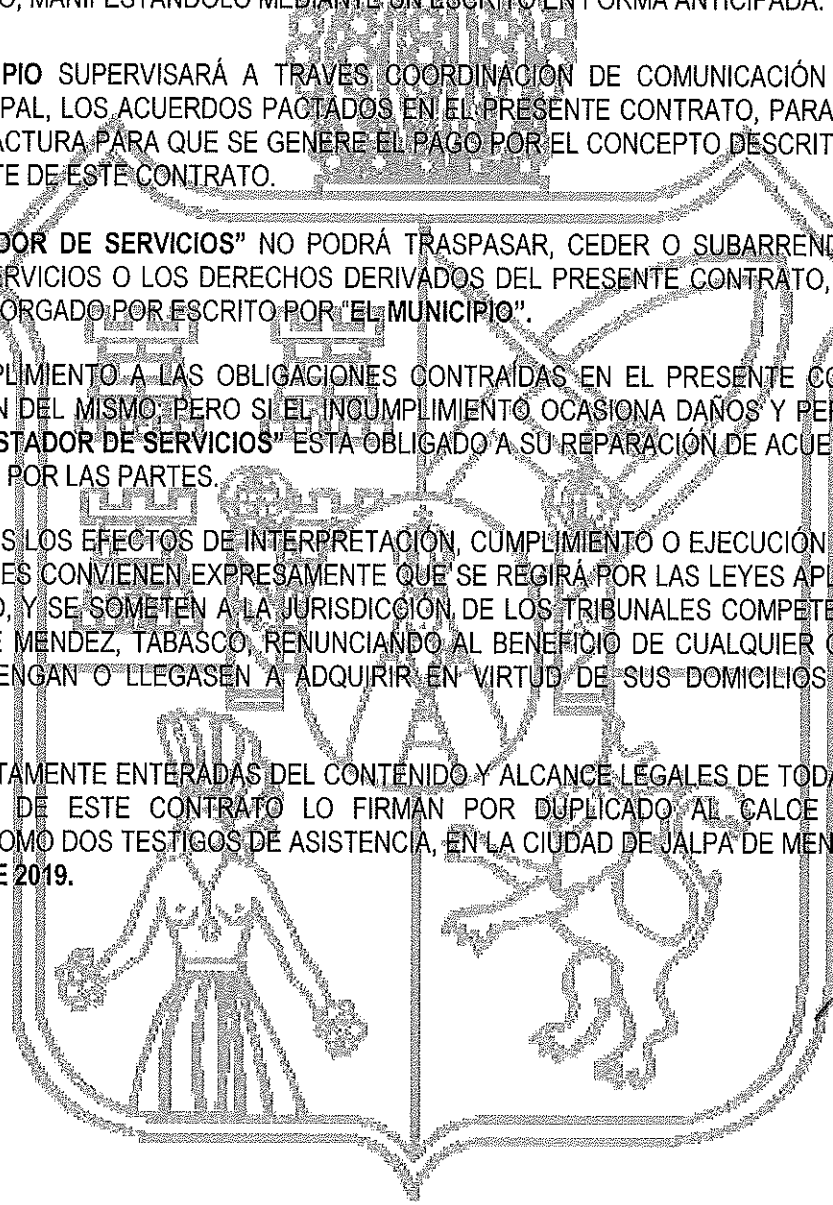 O, MANIFESTÁNDOLO MEDIANTE UN ESCRITO EN FORMA ANTICIPADA.
PIO SUPERVISARÁ A TRAVÉS COORDINACIÓN DE COMUNICACIÓN
PAL, LOS ACUERDOS PACTADOS EN EL PRESENTE CONTRATO, PARA
ACTURA PARA QUE SE GENERE EL PAGO POR EL CONCEPTO DESCRIT
TE DE ESTE CONTRATO.
DOR DE SERVICIOS" NO PODRÁ TRASPASAR, CEDER O SUBARREND
RVICIOS O LOS DERECHOS DERIVADOS DEL PRESENTE CONTRATO,
ORGADO POR ESCRITO POR "EL MUNICIPIO".
PLIMIENTO A LAS OBLIGACIONES CONTRAÍDAS EN EL PRESENTE CO
N DEL MISMO, PERO SI EL INCUMPLIMIENTO OCASIONA DAÑOS Y PE
STADOR DE SERVICIOS" ESTÁ OBLIGADO A SU REPARACIÓN DE ACUE
POR LAS PARTES.
S LOS EFECTOS DE INTERPRETACIÓN, CUMPLIMIENTO O EJECUCIÓN
ES CONVIENEN EXPRESAMENTE QUE SE REGIRÁ POR LAS LEYES APL
O, Y SE SOMETEN A LA JURISDICCIÓN DE LOS TRIBUNALES COMPETE
E MENDEZ, TABASCO, RENUNCIANDO AL BENEFICIO DE CUALQUIER
ENGAN O LLEGASEN A ADQUIRIR EN VIRTUD DE SUS DOMICILIOS
TAMENTE ENTERADAS DEL CONTENIDO Y ALCANCE LEGALES DE TODA
DE ESTE CONTRATO LO FIRMAN POR DUPLICADO AL CALCE
OMO DOS TESTIGOS DE ASISTENCIA, EN LA CIUDAD DE JALPA DE MEN
E 2019.